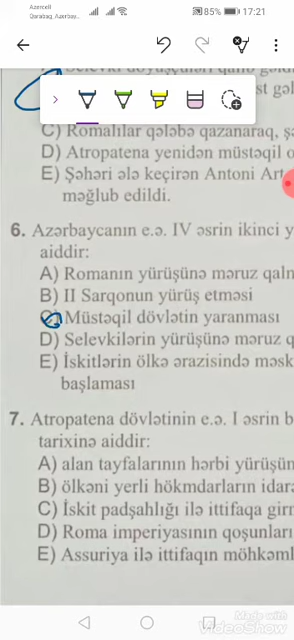 Azercell
Qarabağ, Azərbay...
85% 17:21
st gəl
C) Romalılar qələbə qazanaraq, şə
D) Atropatena yenidən müstəqil o
E) Şəhəri ələ keçirən Antoni Art
məğlub edildi.
6. Azərbaycanın e.ə. IV əsrin ikinci y
aiddir:
A) Romanın yürüşünə məruz qaln
B) II Sarqonun yürüş etməsi
C) Müstəqil dövlətin yaranması
D) Selevkilərin yürüşünə məruz q
E) İskitlərin ölkə ərazisində məsk
başlaması
7. Atropatena dövlətinin e.ə. I əsrin b
tarixinə aiddir:
A) alan tayfalarının hərbi yürüşün
B) ölkəni yerli hökmdarların idarə
C) İskit padşahlığı ilə ittifaqa girr
D) Roma imperiyasının qoşunları
E) Assuriya ilə ittifaqın möhkəml
Made with
VideoShow